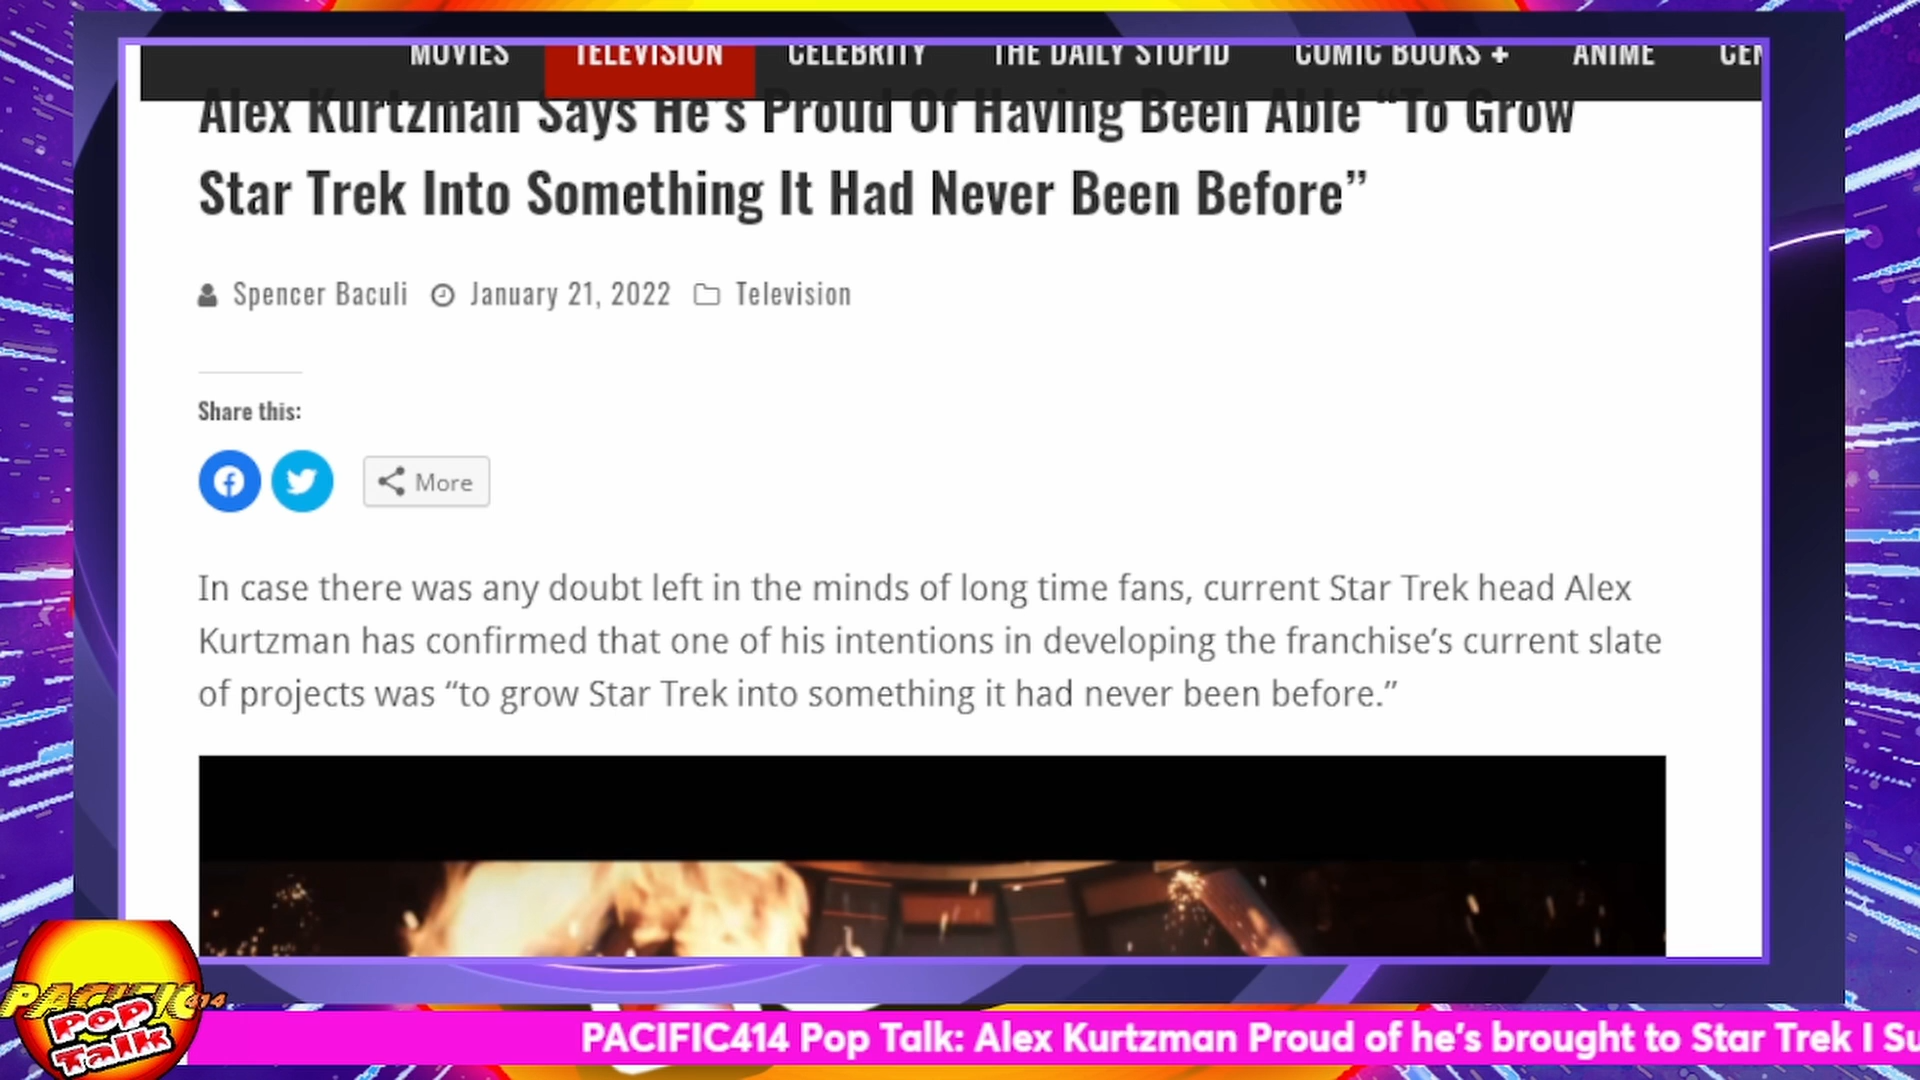 MOVIES TELEVISION CELEBRITY THE DAILY STUPID COMIC BOOKS + ANIME
Alex Kurtzman Says He's Proud Of Having Been Able “To Grow
Star Trek Into Something It Had Never Been Before”
Spencer Baculi January 21, 2022 Television
Share this:
More
In case there was any doubt left in the minds of long time fans, current Star Trek head Alex
Kurtzman has confirmed that one of his intentions in developing the franchise’s current slate
of projects was “to grow Star Trek into something it had never been before.”
PACIFIC414
Pop
Talk
PACIFIC414 Pop Talk: Alex Kurtzman Proud of he's brought to Star Trek I Su